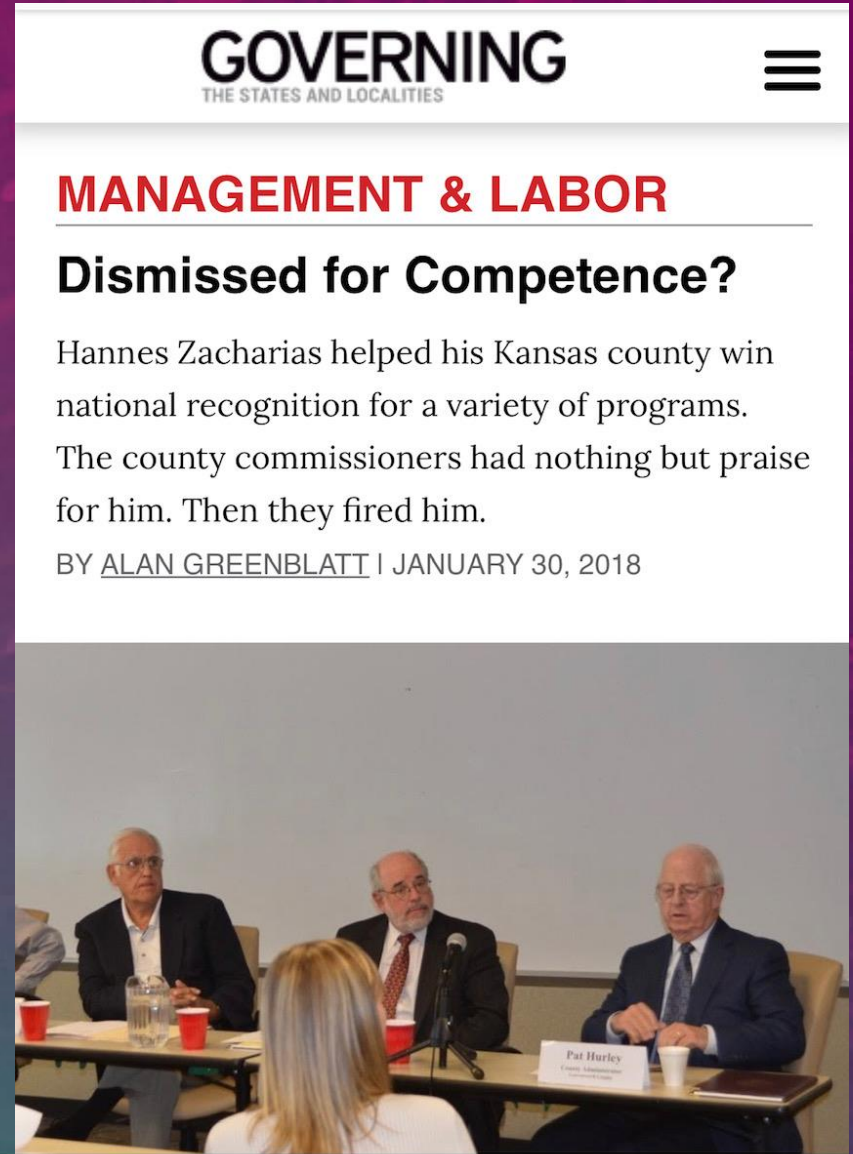 GOVERNING
THE STATES AND LOCALITIES
MANAGEMENT & LABOR
Dismissed for Competence?
Hannes Zacharias helped his Kansas county win
national recognition for a variety of programs.
The county commissioners had nothing but praise
for him. Then they fired him.
BY ALAN GREENBLATT | JANUARY 30, 2018
Pat Hurley
County Administrator